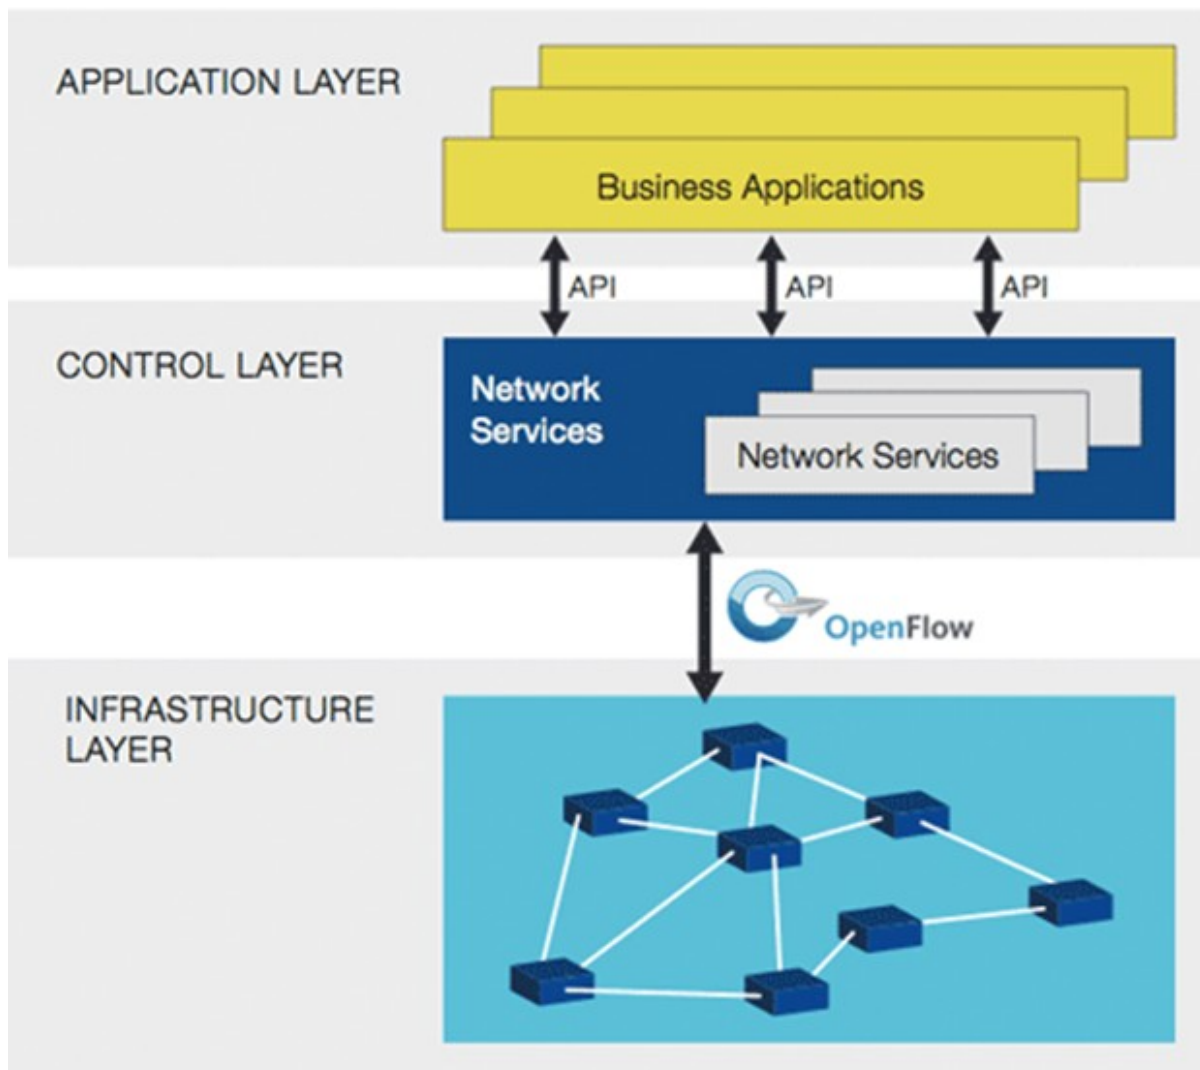 APPLICATION LAYER
Business Applications
API
API
API
CONTROL LAYER
Network
Services
Network Services
OpenFlow
INFRASTRUCTURE
LAYER